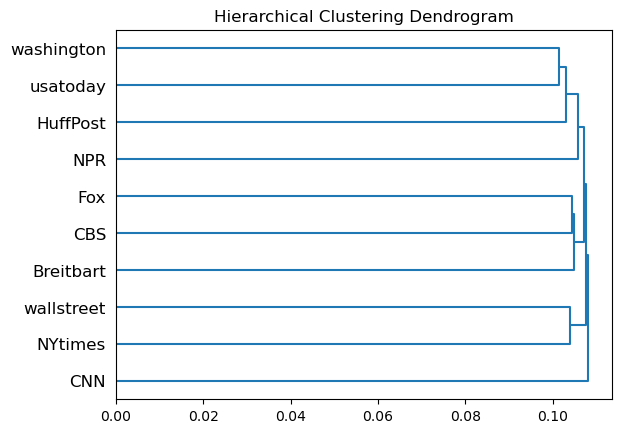 Hierarchical Clustering Dendrogram
washington
usatoday
HuffPost
NPR
Fox
CBS
Breitbart
wallstreet
NYtimes
CNN
0.00 0.02 0.04 0.06 0.08 0.10